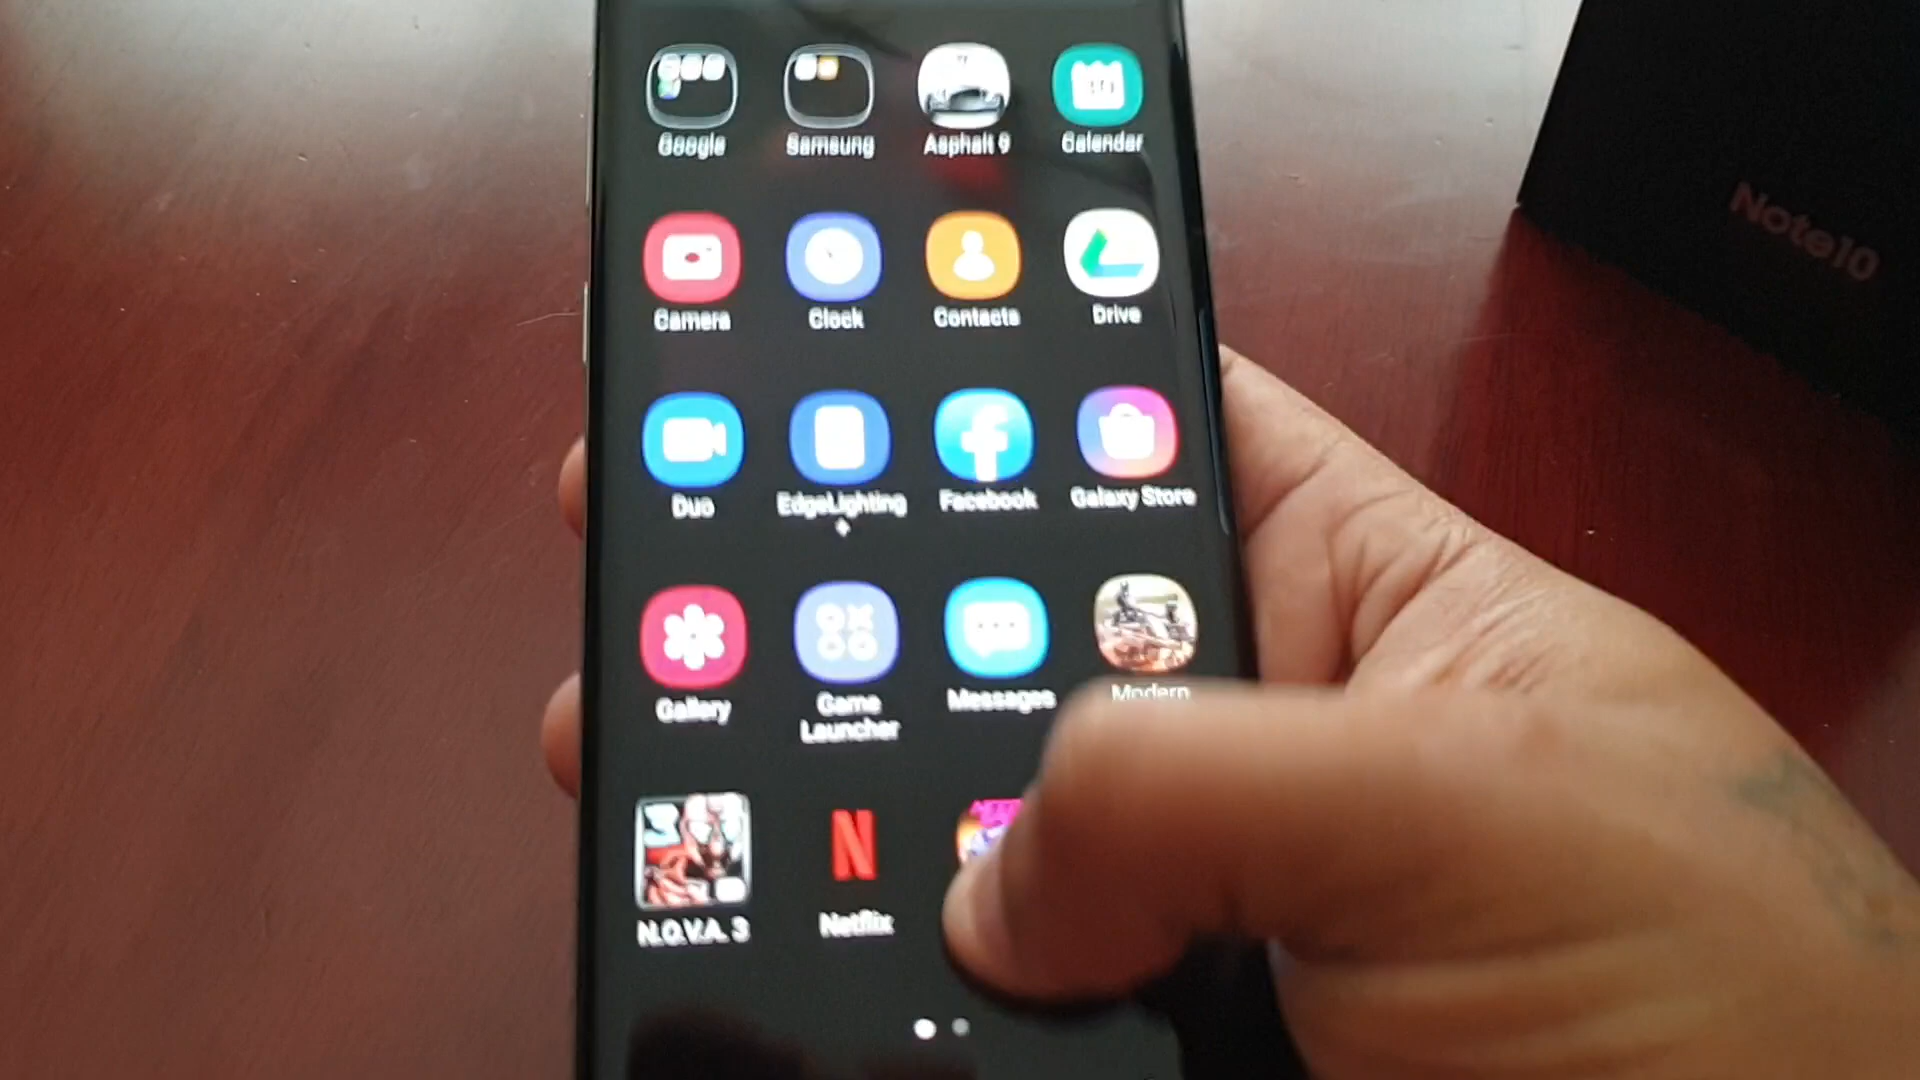 Google Samsung Asphalt 9 Calendar
Note10
Camera Clock Contacts Drive
Duo EdgeLighting Facebook Galaxy Store
+
Gallery Game Messages Modern
Launcher
N.O.V.A. 3 Netflix